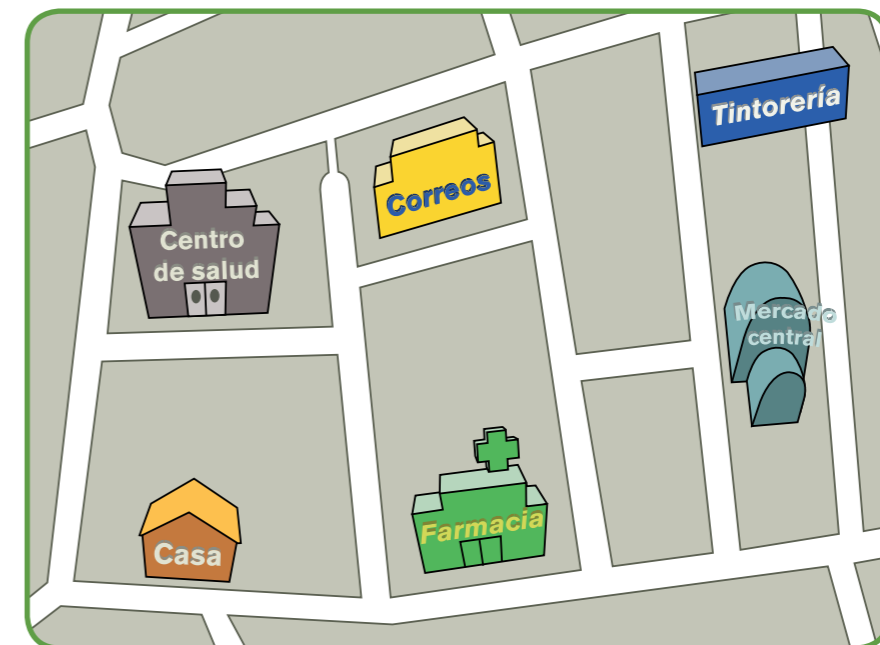 Tintorería
Correos
Centro
de salud
Mercado
central
Farmacia
Casa